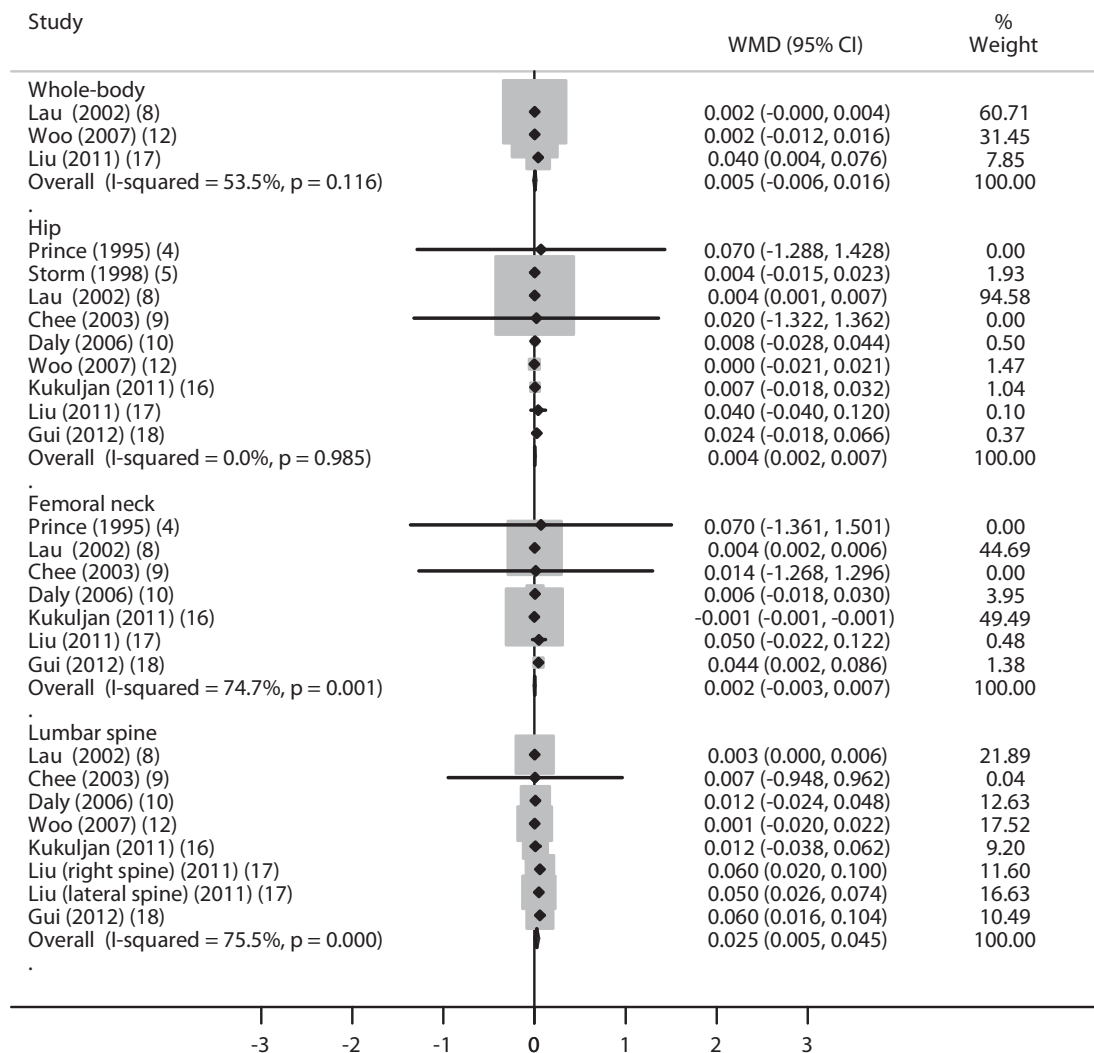 Study
%
WMD (95% CI) Weight
Whole-body
Lau (2002) (8) 0.002 (-0.000, 0.004) 60.71
Woo (2007) (12) 0.002 (-0.012, 0.016) 31.45
Liu (2011) (17) 0.040 (0.004, 0.076) 7.85
Overall (I-squared = 53.5%, p = 0.116) 0.005 (-0.006, 0.016) 100.00
.
Hip
Prince (1995) (4) 0.070 (-1.288, 1.428) 0.00
Storm (1998) (5) 0.004 (-0.015, 0.023) 1.93
Lau (2002) (8) 0.004 (0.001, 0.007) 94.58
Chee (2003) (9) 0.020 (-1.322, 1.362) 0.00
Daly (2006) (10) 0.008 (-0.028, 0.044) 0.50
Woo (2007) (12) 0.000 (-0.021, 0.021) 1.47
Kukuljan (2011) (16) 0.007 (-0.018, 0.032) 1.04
Liu (2011) (17) 0.040 (-0.040, 0.120) 0.10
Gui (2012) (18) 0.024 (-0.018, 0.066) 0.37
Overall (I-squared = 0.0%, p = 0.985) 0.004 (0.002, 0.007) 100.00
.
Femoral neck
Prince (1995) (4) 0.070 (-1.361, 1.501) 0.00
Lau (2002) (8) 0.004 (0.002, 0.006) 44.69
Chee (2003) (9) 0.014 (-1.268, 1.296) 0.00
Daly (2006) (10) 0.006 (-0.018, 0.030) 3.95
Kukuljan (2011) (16) -0.001 (-0.001, -0.001) 49.49
Liu (2011) (17) 0.050 (-0.022, 0.122) 0.48
Gui (2012) (18) 0.044 (0.002, 0.086) 1.38
Overall (I-squared = 74.7%, p = 0.001) 0.002 (-0.003, 0.007) 100.00
.
Lumbar spine
Lau (2002) (8) 0.003 (0.000, 0.006) 21.89
Chee (2003) (9) 0.007 (-0.948, 0.962) 0.04
Daly (2006) (10) 0.012 (-0.024, 0.048) 12.63
Woo (2007) (12) 0.001 (-0.020, 0.022) 17.52
Kukuljan (2011) (16) 0.012 (-0.038, 0.062) 9.20
Liu (right spine) (2011) (17) 0.060 (0.020, 0.100) 11.60
Liu (lateral spine) (2011) (17) 0.050 (0.026, 0.074) 16.63
Gui (2012) (18) 0.060 (0.016, 0.104) 10.49
Overall (I-squared = 75.5%, p = 0.000) 0.025 (0.005, 0.045) 100.00
.
-3 -2 -1 0 1 2 3